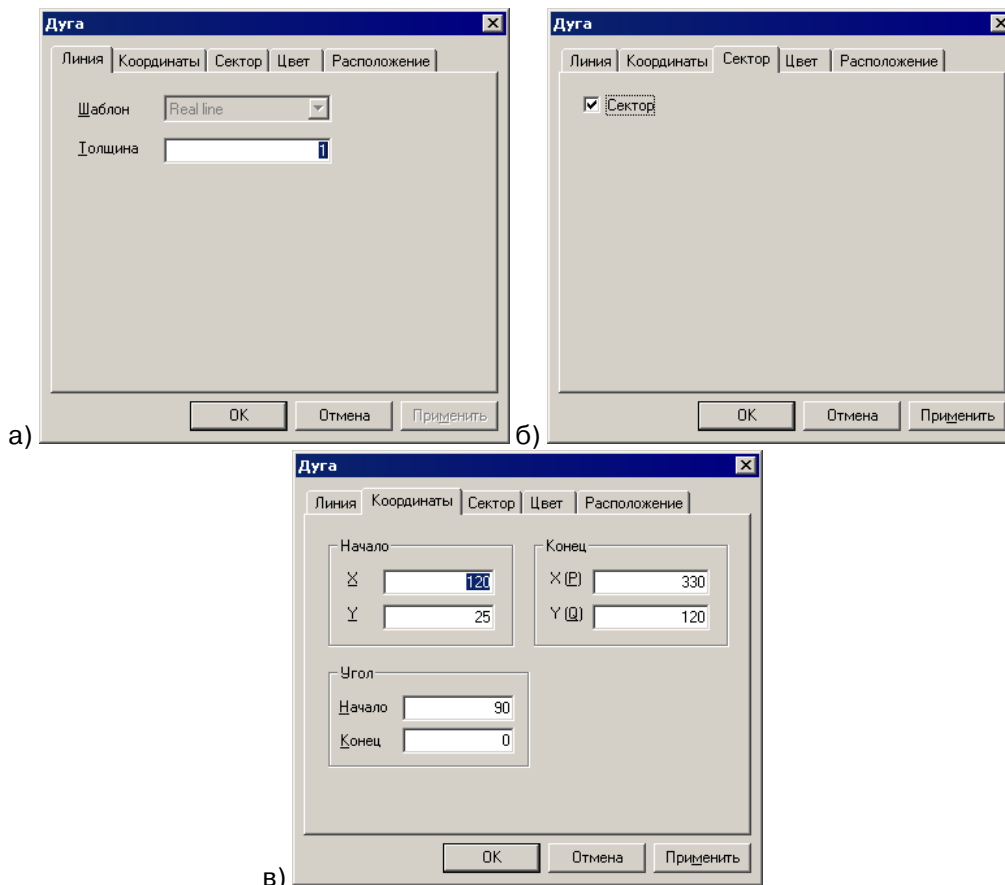 Дуга
Линия Координаты Сектор Цвет Расположение
Шаблон Real line
Толщина 1
OK Отмена Применить
а)
Дуга
Линия Координаты Сектор Цвет Расположение
Сектор
OK Отмена Применить
б)
Дуга
Линия Координаты Сектор Цвет Расположение
Начало Конец
X 120 X (P) 330
Y 25 Y (Q) 120
Угол
Начало 90
Конец 0
OK Отмена Применить
в)